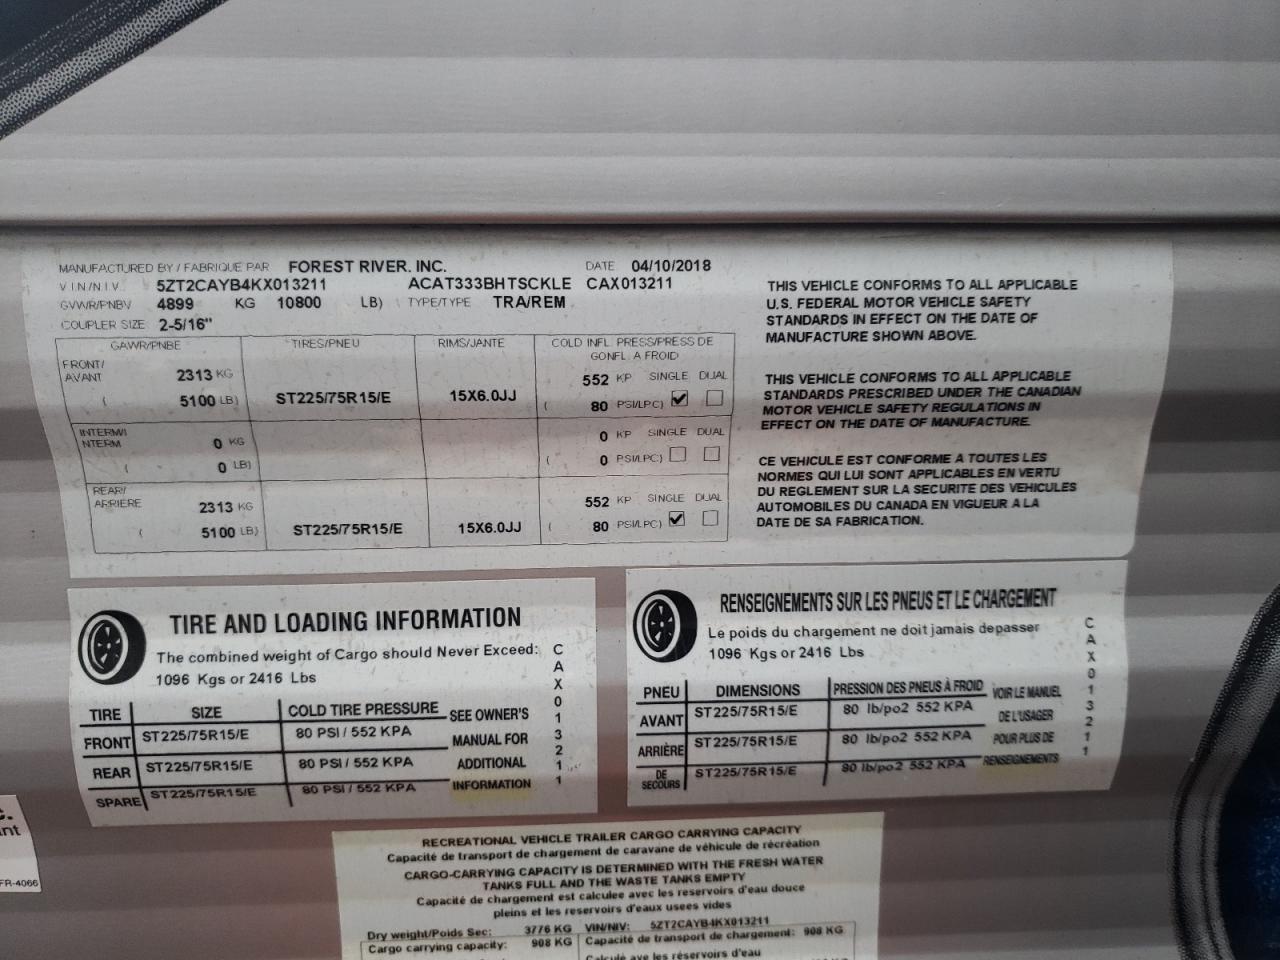 MANUFACTURED BY / FABRIQUE PAR FOREST RIVER. INC. DATE 04/10/2018
V I N / N I V . 5ZT2CAYB4KX013211 ACAT333BHTSCKLE CAX013211
GVWR/PNBV 4899 KG 10800 LB) TYPE/TYPE TRA/REM
COUPLER SIZE 2-5/16"
GAWR/PNBE TIRES/PNEU RIMS/JANTE COLD INFL. PRESS/PRESS DE
GONFL. A FROID
FRONT/
AVANT 2313 KG 552 KP SINGLE DUAL
( 5100 LB) ST225/75R15/E 15X6.0JJ ( 80 PSI/LPC)
INTERM/I
NTERM 0 KG 0 KP SINGLE DUAL
( 0 LB) ( 0 PSI/LPC)
REAR/
ARRIERE 2313 KG 552 KP SINGLE DUAL
( 5100 LB) ST225/75R15/E 15X6.0JJ ( 80 PSI/LPC)
THIS VEHICLE CONFORMS TO ALL APPLICABLE
U.S. FEDERAL MOTOR VEHICLE SAFETY
STANDARDS IN EFFECT ON THE DATE OF
MANUFACTURE SHOWN ABOVE.
THIS VEHICLE CONFORMS TO ALL APPLICABLE
STANDARDS PRESCRIBED UNDER THE CANADIAN
MOTOR VEHICLE SAFETY REGULATIONS IN
EFFECT ON THE DATE OF MANUFACTURE.
CE VEHICULE EST CONFORME A TOUTES LES
NORMES QUI LUI SONT APPLICABLES EN VERTU
DU REGLEMENT SUR LA SECURITE DES VEHICULES
AUTOMOBILES DU CANADA EN VIGUEUR A LA
DATE DE SA FABRICATION.
TIRE AND LOADING INFORMATION
The combined weight of Cargo should Never Exceed:
1096 Kgs or 2416 Lbs
TIRE SIZE COLD TIRE PRESSURE SEE OWNER'S
FRONT ST225/75R15/E 80 PSI / 552 KPA MANUAL FOR
REAR ST225/75R15/E 80 PSI / 552 KPA ADDITIONAL
SPARE ST225/75R15/E 80 PSI / 552 KPA INFORMATION
CAX013211
RENSEIGNEMENTS SUR LES PNEUS ET LE CHARGEMENT
Le poids du chargement ne doit jamais depasser
1096 Kgs or 2416 Lbs
PNEU DIMENSIONS PRESSION DES PNEUS À FROID VOIR LE MANUEL
AVANT ST225/75R15/E 80 lb/po2 552 KPA DE L'USAGER
ARRIÈRE ST225/75R15/E 80 lb/po2 552 KPA POUR PLUS DE
DE
SECOURS ST225/75R15/E 80 lb/po2 552 KPA RENSEIGNEMENTS
CAX013211
nt
FR-4066
RECREATIONAL VEHICLE TRAILER CARGO CARRYING CAPACITY
Capacité de transport de chargement de caravane de véhicule de récréation
CARGO-CARRYING CAPACITY IS DETERMINED WITH THE FRESH WATER
TANKS FULL AND THE WASTE TANKS EMPTY
Capacité de chargement est calculee avec les reservoirs d'eau douce
pleins et les reservoirs d'eaux usees vides
Dry weight/Poids Sec: 3776 KG VIN/NIV: 5ZT2CAYB4KX013211
Cargo carrying capacity: 908 KG Capacité de transport de chargement: 908 KG
Calculé avec les réservoirs d'eau